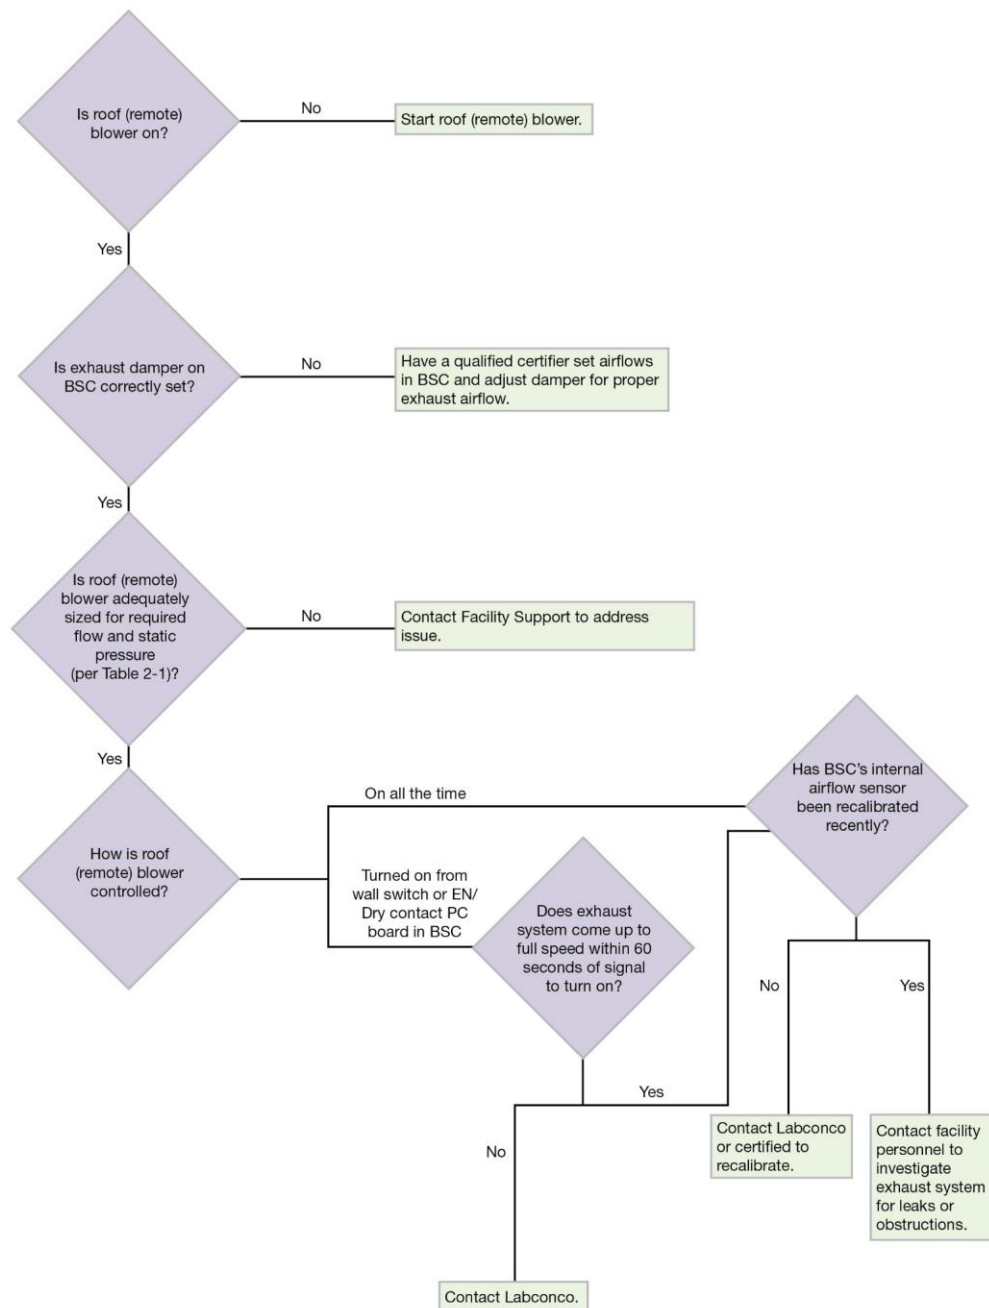 Is roof (remote)
blower on?
No
Start roof (remote) blower.
Yes
Is exhaust damper on
BSC correctly set?
No
Have a qualified certifier set airflows
in BSC and adjust damper for proper
exhaust airflow.
Yes
Is roof (remote)
blower adequately
sized for required
flow and static
pressure
(per Table 2-1)?
No
Contact Facility Support to address
issue.
Yes
How is roof
(remote) blower
controlled?
On all the time
Turned on from
wall switch or EN/
Dry contact PC
board in BSC
Does exhaust
system come up to
full speed within 60
seconds of signal
to turn on?
Has BSC’s internal
airflow sensor
been recalibrated
recently?
No
Yes
Yes
No
Contact Labconco
or certified to
recalibrate.
Contact facility
personnel to
investigate
exhaust system
for leaks or
obstructions.
Contact Labconco.